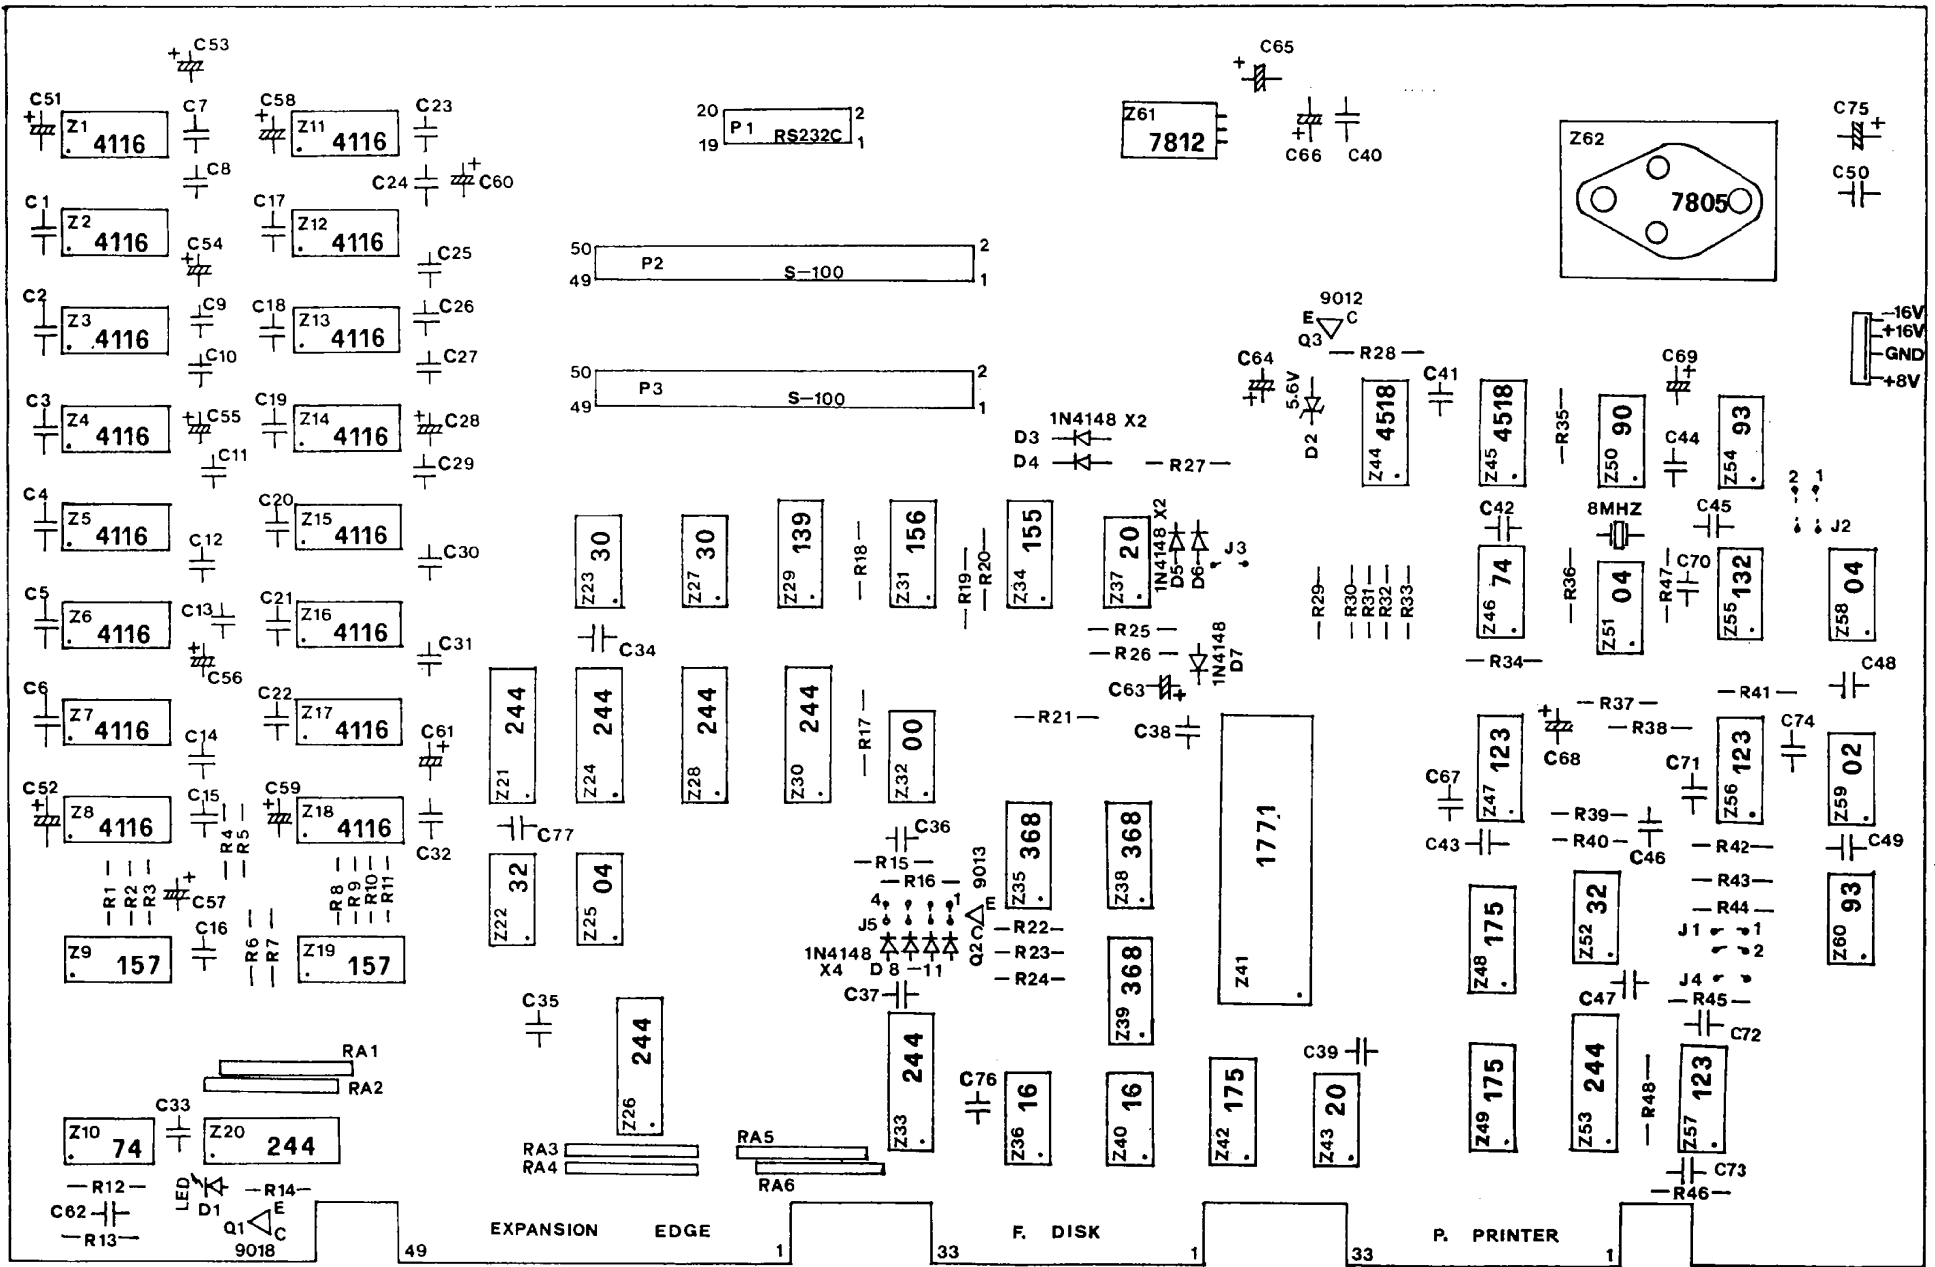 C53
C65
C51
Z1 4116
C7
C58
Z11 4116
C23
20 P1 RS232C 2
19 1
Z61 7812
C66
C40
Z62
7805
C75
C8
C24
C60
C50
C1
Z2 4116
C17
Z12 4116
C54
C25
50 P2 S-100 2
49 1
C2
Z3 4116
C9
C18
Z13 4116
C26
C10
C27
9012
E C
Q3
R28
-16V
+16V
GND
+8V
50 P3 S-100 2
49 1
C64
5.6V
D2
Z44 4518
C41
Z45 4518
R35
Z50 90
C69
C44
Z54 93
C3
Z4 4116
C55
C19
Z14 4116
C28
C11
C29
1N4148 X2
D3
D4
R27
2 1
J2
C4
Z5 4116
C20
Z15 4116
C12
C30
Z23 30
Z27 30
Z29 139
R18
Z31 156
R19
R20
Z34 155
Z37 20
1N4148 X2
D5
D6
J3
R29
R30
R31
R32
R33
C42
Z46 74
8MHZ
R36
Z51 04
R47
C70
C45
Z55 132
Z58 04
C5
Z6 4116
C13
C21
Z16 4116
C31
C56
C34
R25
R26
1N4148
D7
C63
R34
C48
C6
Z7 4116
C22
Z17 4116
C14
C61
Z21 244
Z24 244
Z28 244
Z30 244
R17
Z32 00
R21
C38
R37
R38
R41
C68
C74
Z47 123
C67
C71
Z56 123
Z59 02
C52
Z8 4116
C15
R4
R5
C59
Z18 4116
C32
C77
C36
Z35 368
Z38 368
Z41 1771
C43
R39
R40
C46
R42
C49
R1
R2
R3
C57
R8
R9
R10
R11
Z22 32
Z25 04
R15
R16
9013
4 1
J5
E
C
Q2
1N4148
X4
D8-11
R22
R23
R24
Z39 368
Z48 175
Z52 32
R43
R44
J1 1
2
J4
Z60 93
Z9 157
C16
R6
R7
Z19 157
C35
C37
C47
R45
C72
Z26 244
Z33 244
C76
Z36 16
Z40 16
Z42 175
C39
Z43 20
Z49 175
Z53 244
R48
Z57 123
C73
R46
RA1
RA2
Z10 74
C33
Z20 244
RA3
RA4
RA5
RA6
R12
LED
D1
R14
C62
R13
Q1
E
C
9018
49 EXPANSION EDGE 1
33 F. DISK 1
33 P. PRINTER 1